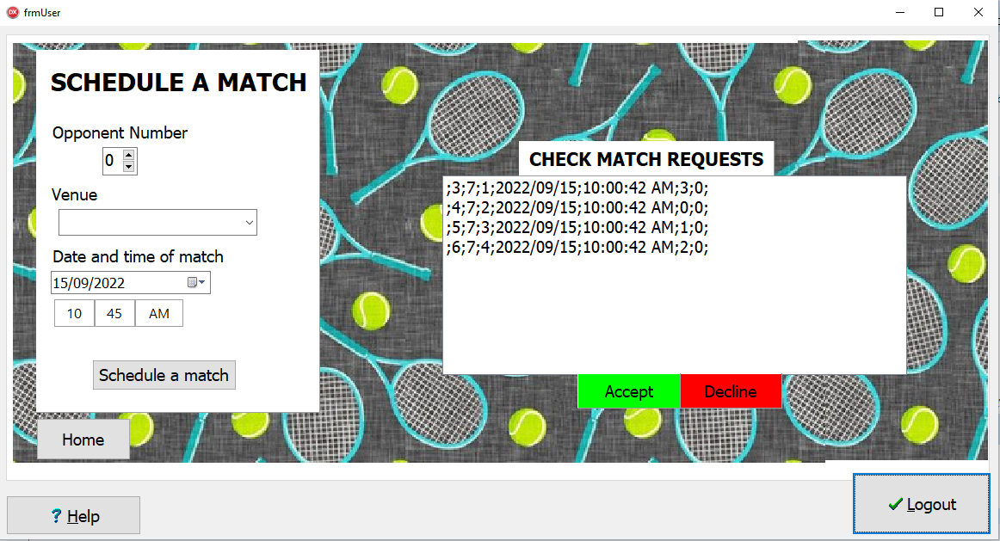 frmUser
SCHEDULE A MATCH
Opponent Number
0
Venue
Date and time of match
15/09/2022
10 45 AM
Schedule a match
Home
CHECK MATCH REQUESTS
;3;7;1;2022/09/15;10:00:42 AM;3;0;
;4;7;2;2022/09/15;10:00:42 AM;0;0;
;5;7;3;2022/09/15;10:00:42 AM;1;0;
;6;7;4;2022/09/15;10:00:42 AM;2;0;
Accept Decline
? Help
Logout